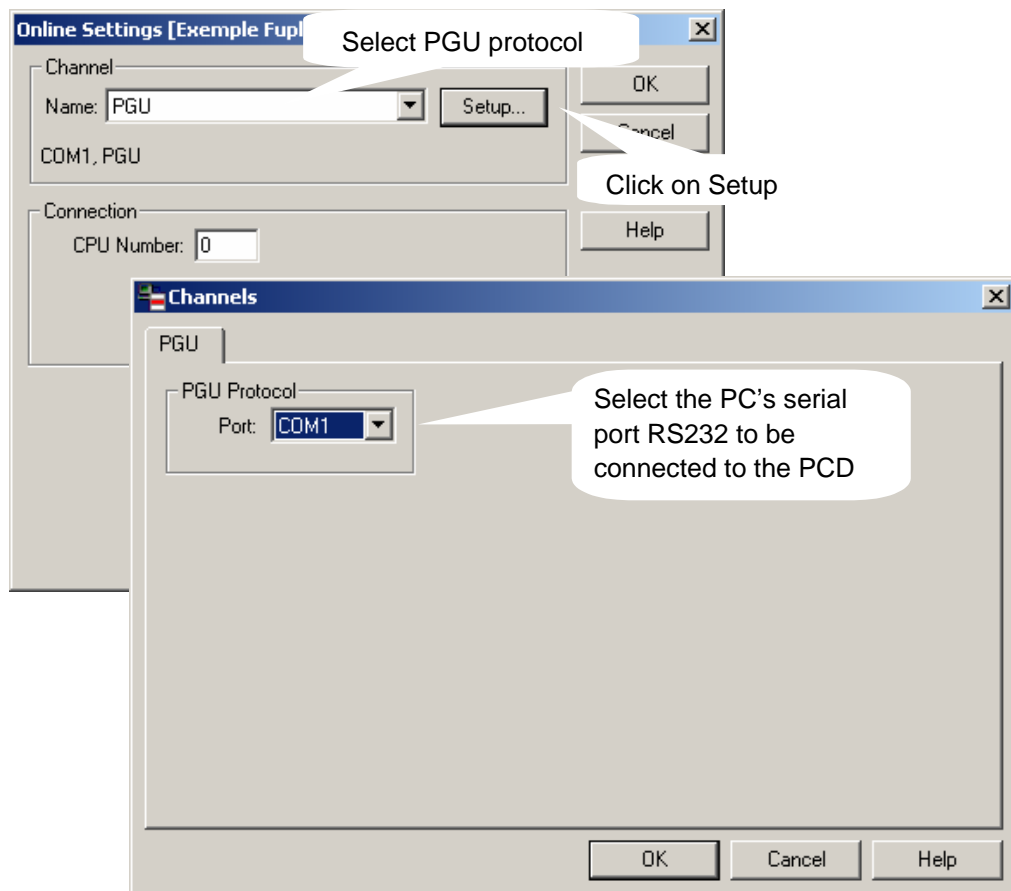 Online Settings [Exemple Fupl
Select PGU protocol
Channel
Name: PGU
Setup...
OK
Cancel
COM1, PGU
Click on Setup
Connection
CPU Number: 0
Help
Channels
PGU
PGU Protocol
Port: COM1
Select the PC’s serial
port RS232 to be
connected to the PCD
OK
Cancel
Help